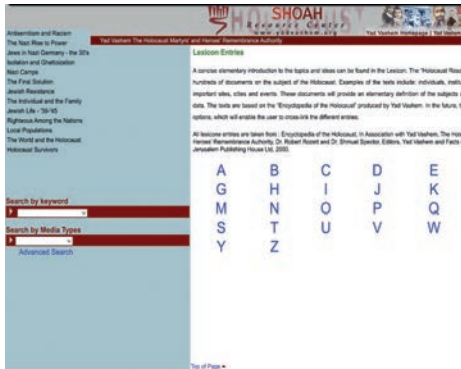 SHOAH
Resource Center
www.yadvashem.org
Yad Vashem Homepage | Yad Vashem
Yad Vashem The Holocaust Martyrs' and Heroes' Remembrance Authority
Antisemitism and Racism
The Nazi Rise to Power
Jews in Nazi Germany - the 30's
Isolation and Ghettoization
Nazi Camps
The Final Solution
Jewish Resistance
The Individual and the Family
Jewish Life - '39-'45
Righteous Among the Nations
Local Populations
The World and the Holocaust
Holocaust Survivors
Search by keyword
Search by Media Types
Advanced Search
Lexicon Entries
A concise elementary introduction to the topics and ideas can be found in the Lexicon. The "Holocaust
hundreds of documents on the subject of the Holocaust. Examples of the texts include: individuals,
important sites, cities and events. These documents will provide an elementary definition of the subjects
data. The texts are based on the "Encyclopedia of the Holocaust" produced by Yad Vashem. In the future,
options, which will enable the user to cross-link the different entries.
All lexicone entries are taken from : Encyclopedia of the Holocaust, In Association with Yad Vashem, The
Heroes' Remembrance Authority, Dr. Robert Rozett and Dr. Shmuel Spector, Editors, Yad Vashem and Facts
Jerusalem Publishing House Ltd, 2000.
A B C D E
G H I J K
M N O P Q
S T U V W
Y Z
Top of Page